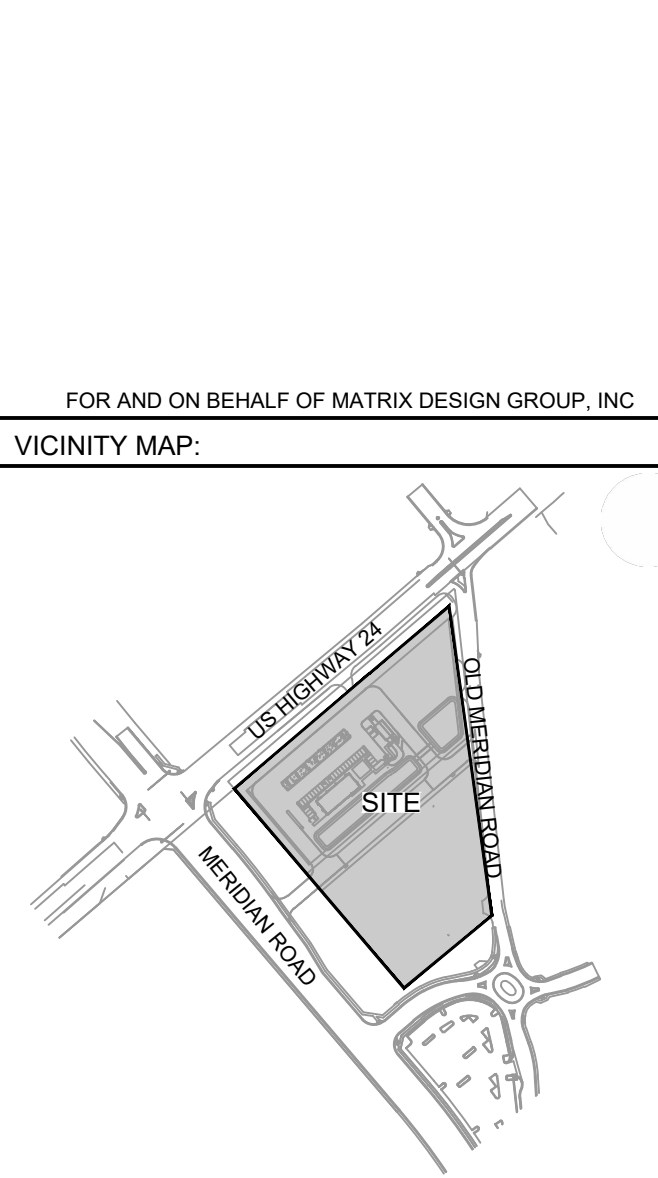 FOR AND ON BEHALF OF MATRIX DESIGN GROUP, INC
VICINITY MAP:
US HIGHWAY 24
OLD MERIDIAN ROAD
SITE
MERIDIAN ROAD